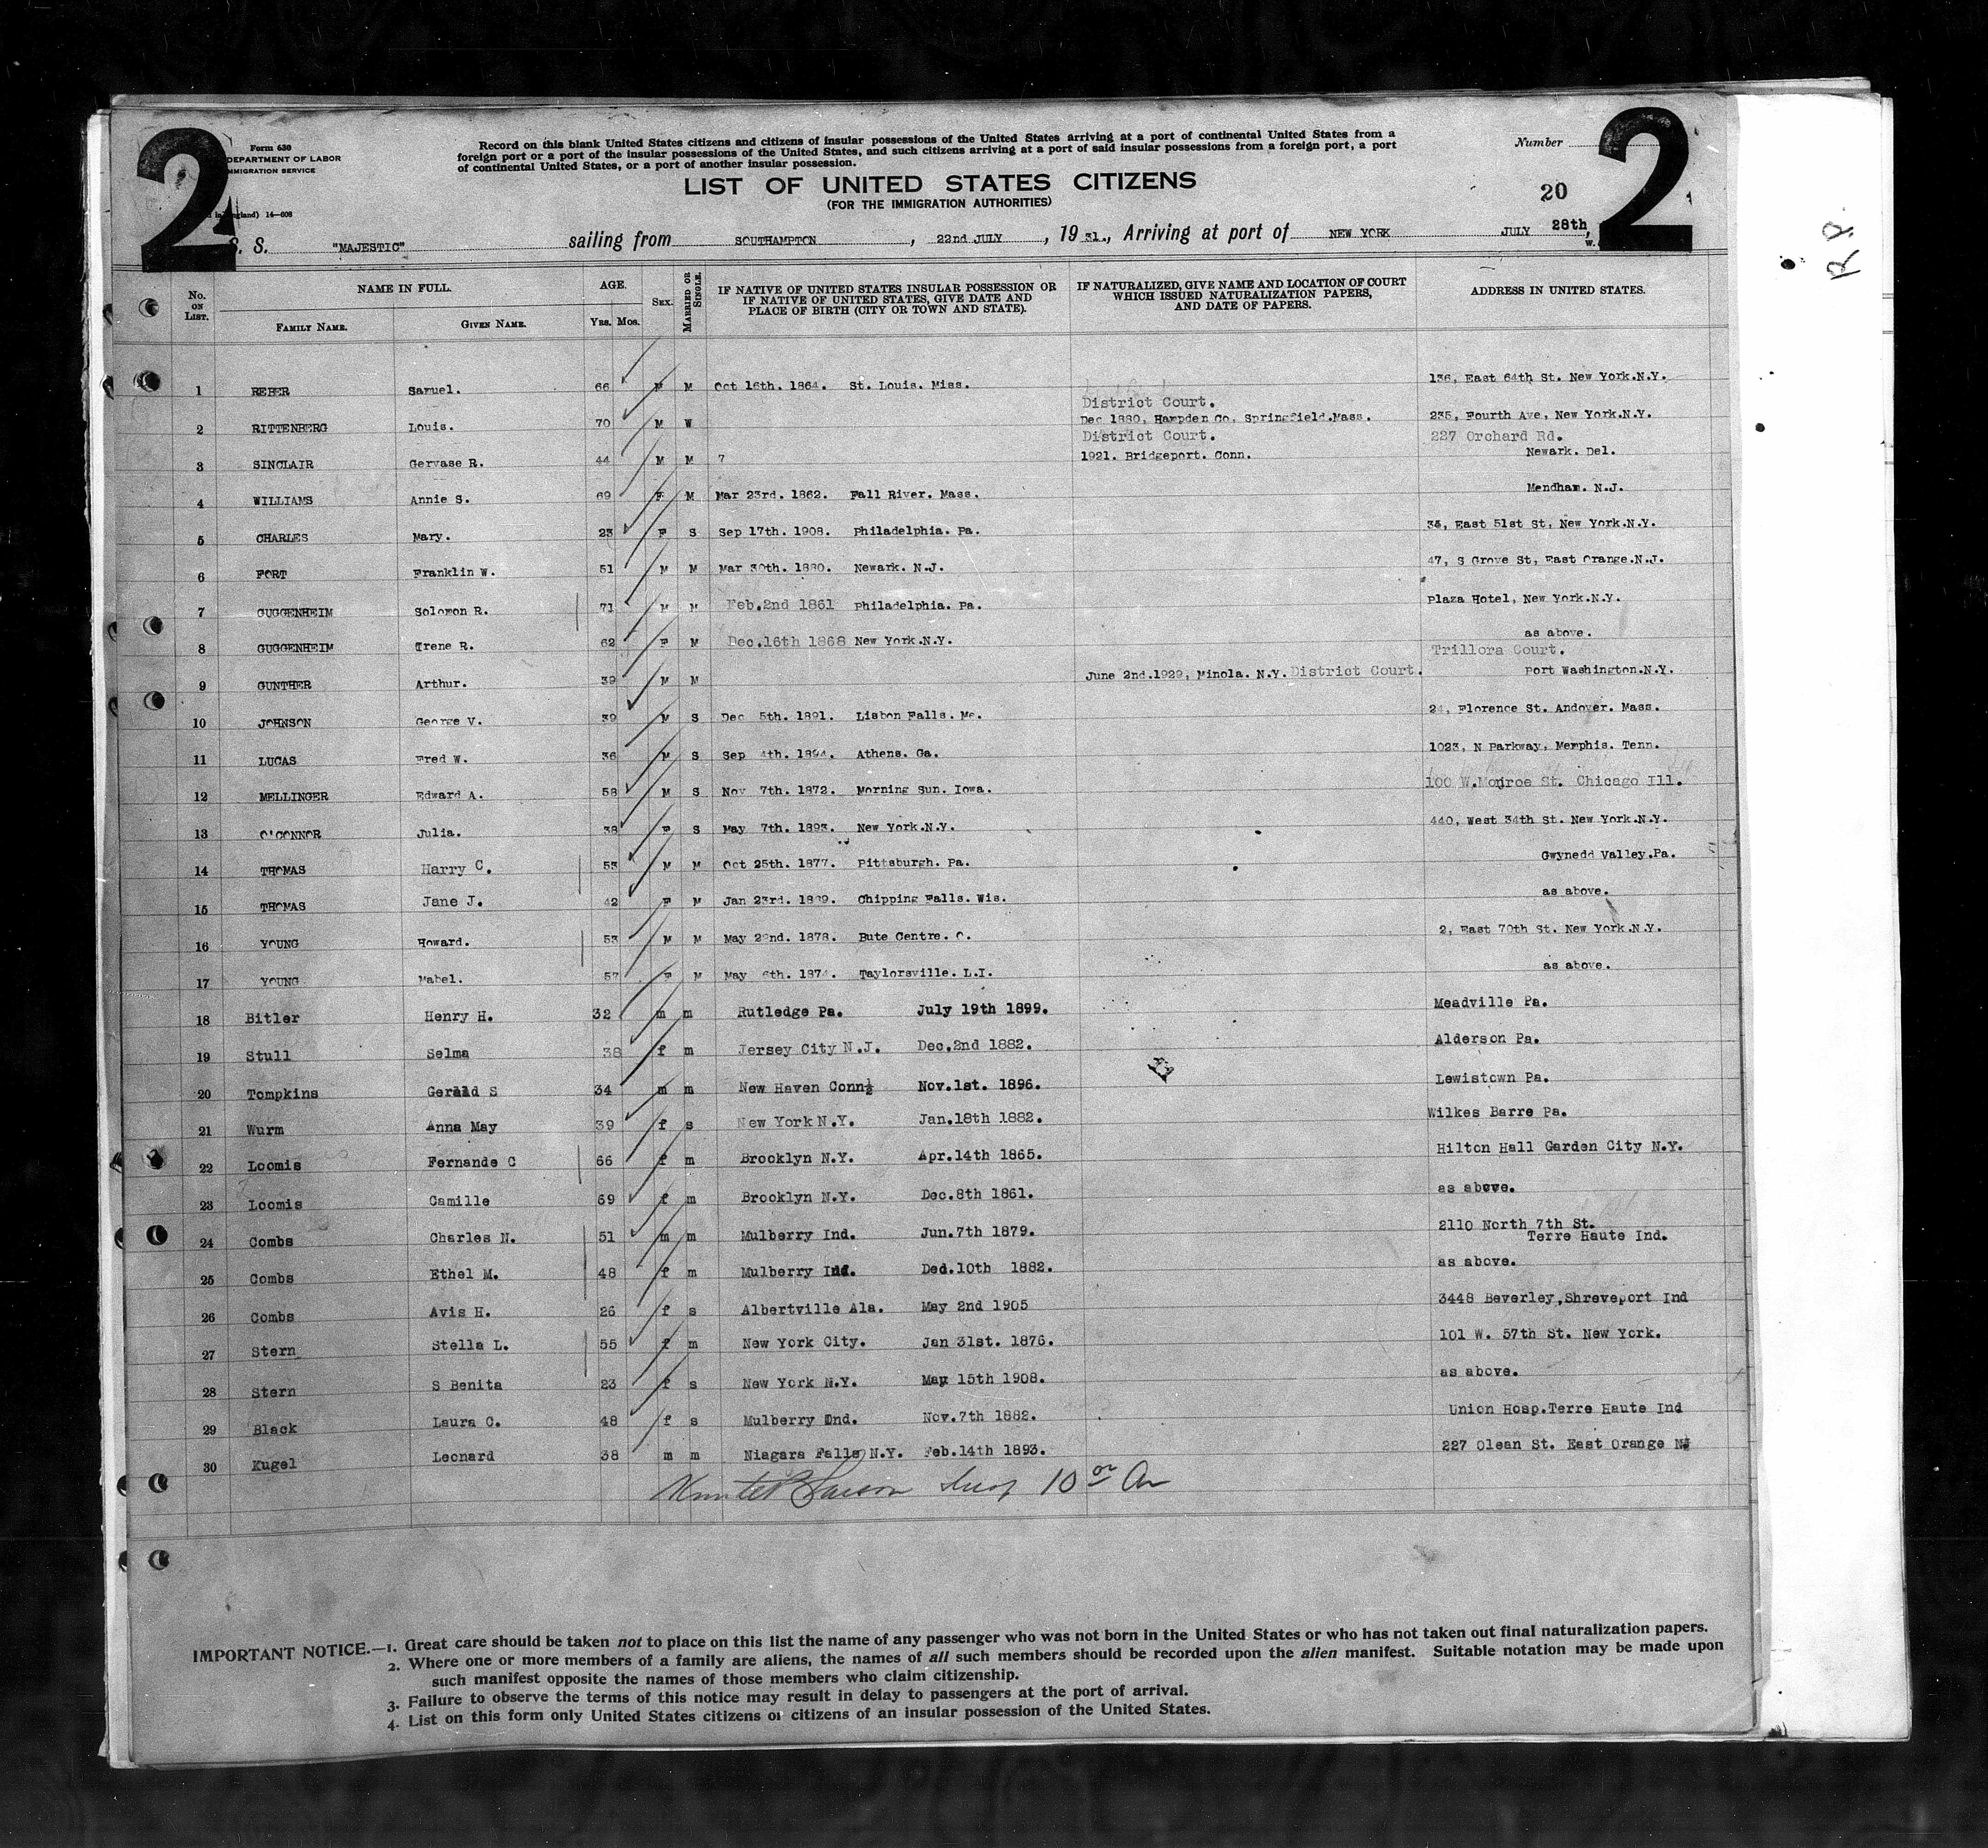 2
2
Form 630
DEPARTMENT OF LABOR
IMMIGRATION SERVICE
14—608
Record on this blank United States citizens and citizens of insular possessions of the United States arriving at a port of continental United States from a
foreign port or a port of the insular possessions of the United States, and such citizens arriving at a port of said insular possessions from a foreign port, a port
of continental United States, or a port of another insular possession.
Number
LIST OF UNITED STATES CITIZENS
(FOR THE IMMIGRATION AUTHORITIES)
20
R.P.
S. S. "MAJESTIC" sailing from SOUTHAMPTON, 22nd JULY, 1931., Arriving at port of NEW YORK JULY 28th,
No. ON LIST. NAME IN FULL. FAMILY NAME. GIVEN NAME. AGE. YRS. MOS. SEX. MARRIED OR SINGLE. IF NATIVE OF UNITED STATES INSULAR POSSESSION OR IF NATIVE OF UNITED STATES, GIVE DATE AND PLACE OF BIRTH (CITY OR TOWN AND STATE). IF NATURALIZED, GIVE NAME AND LOCATION OF COURT WHICH ISSUED NATURALIZATION PAPERS, AND DATE OF PAPERS. ADDRESS IN UNITED STATES.
1 REBER Samuel. 66 M M Oct 16th. 1864. St. Louis. Miss. 136, East 64th St. New York.N.Y.
District Court.
2 RITTENBERG Louis. 70 M W Dec 1880, Hampden Co, Springfield.Mass. 235, Fourth Ave, New York.N.Y.
District Court. 227 Orchard Rd.
3 SINCLAIR Gervase R. 44 M M 7 1921. Bridgeport. Conn. Newark. Del.
4 WILLIAMS Annie S. 69 F M Mar 23rd. 1862. Fall River. Mass. Mendham. N.J.
5 CHARLES Mary. 23 F S Sep 17th. 1908. Philadelphia. Pa. 35, East 51st St, New York.N.Y.
6 FORT Franklin W. 51 M M Mar 30th. 1880. Newark. N.J. 47, S Grove St, East Orange.N.J.
7 GUGGENHEIM Solomon R. 71 M M Feb.2nd 1861 Philadelphia. Pa. Plaza Hotel, New York.N.Y.
8 GUGGENHEIM Irene R. 62 F M Dec.16th 1868 New York.N.Y. as above.
Trillora Court.
9 GUNTHER Arthur. 39 M M June 2nd.1929, Minola. N.Y. District Court. Port Washington.N.Y.
10 JOHNSON George V. 39 M S Dec 5th. 1891. Lisbon Falls. Me. 24, Florence St. Andover. Mass.
11 LUCAS Fred W. 36 M S Sep 4th. 1894. Athens. Ga. 1023, N Parkway, Memphis. Tenn.
12 MELLINGER Edward A. 58 M S Nov 7th. 1872. Morning Sun. Iowa. 100 W.Monroe St. Chicago Ill.
13 O'CONNOR Julia. 38 F S May 7th. 1893. New York.N.Y. 440, West 34th St. New York.N.Y.
14 THOMAS Harry C. 53 M M Oct 25th. 1877. Pittsburgh. Pa. Gwynedd Valley.Pa.
15 THOMAS Jane J. 42 F M Jan 23rd. 1889. Chipping Falls. Wis. as above.
16 YOUNG Howard. 53 M M May 22nd. 1878. Bute Centre. O. 2, East 70th St. New York.N.Y.
17 YOUNG Mabel. 57 F M May 6th. 1874. Taylorsville. L.I. as above.
18 Bitler Henry H. 32 m m Rutledge Pa. July 19th 1899. Meadville Pa.
19 Stull Selma 38 f m Jersey City N.J. Dec.2nd 1882. Alderson Pa.
20 Tompkins Gerald S 34 m m New Haven Conn Nov.1st. 1896. Lewistown Pa.
21 Wurm Anna May 39 f s New York N.Y. Jan.18th 1882. Wilkes Barre Pa.
22 Loomis Fernande C 66 f m Brooklyn N.Y. Apr.14th 1865. Hilton Hall Garden City N.Y.
23 Loomis Camille 69 f m Brooklyn N.Y. Dec.8th 1861. as above.
24 Combs Charles N. 51 m m Mulberry Ind. Jun.7th 1879. 2110 North 7th St. Terre Haute Ind.
25 Combs Ethel M. 48 f m Mulberry Ind. Ded.10th 1882. as above.
26 Combs Avis H. 26 f s Albertville Ala. May 2nd 1905 3448 Beverley,Shreveport Ind
27 Stern Stella L. 55 f m New York City. Jan 31st. 1876. 101 W. 57th St. New York.
28 Stern S Benita 23 f s New York N.Y. May 15th 1908. as above.
29 Black Laura C. 48 f s Mulberry Ind. Nov.7th 1882. Union Hosp.Terre Haute Ind
30 Kugel Leonard 38 m m Niagara Falls N.Y. Feb.14th 1893. 227 Olean St. East Orange NJ
10
IMPORTANT NOTICE.—1. Great care should be taken not to place on this list the name of any passenger who was not born in the United States or who has not taken out final naturalization papers.
2. Where one or more members of a family are aliens, the names of all such members should be recorded upon the alien manifest. Suitable notation may be made upon
such manifest opposite the names of those members who claim citizenship.
3. Failure to observe the terms of this notice may result in delay to passengers at the port of arrival.
4. List on this form only United States citizens or citizens of an insular possession of the United States.